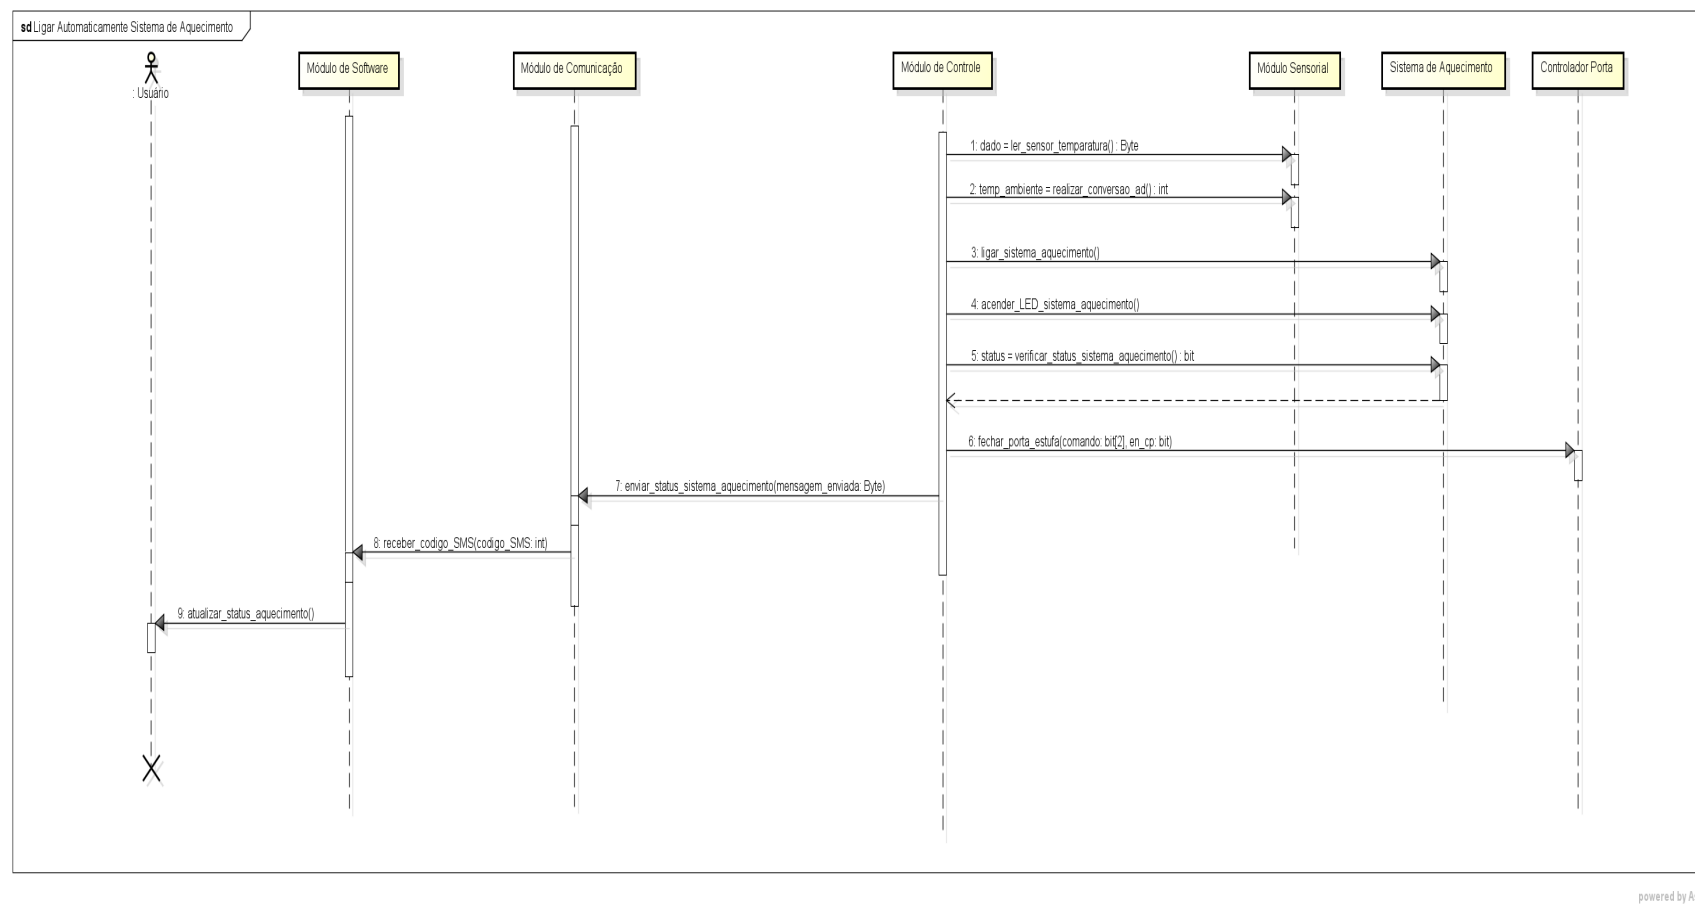 sd Ligar Automaticamente Sistema de Aquecimento
: Usuário
Módulo de Software
Módulo de Comunicação
Módulo de Controle
Módulo Sensorial
Sistema de Aquecimento
Controlador Porta
1: dado = ler_sensor_temparatura() : Byte
2: temp_ambiente = realizar_conversao_ad() : int
3: ligar_sistema_aquecimento()
4: acender_LED_sistema_aquecimento()
5: status = verificar_status_sistema_aquecimento() : bit
6: fechar_porta_estufa(comando: bit[2], en_cp: bit)
7: enviar_status_sistema_aquecimento(mensagem_enviada: Byte)
8: receber_codigo_SMS(codigo_SMS: int)
9: atualizar_status_aquecimento()
powered by A